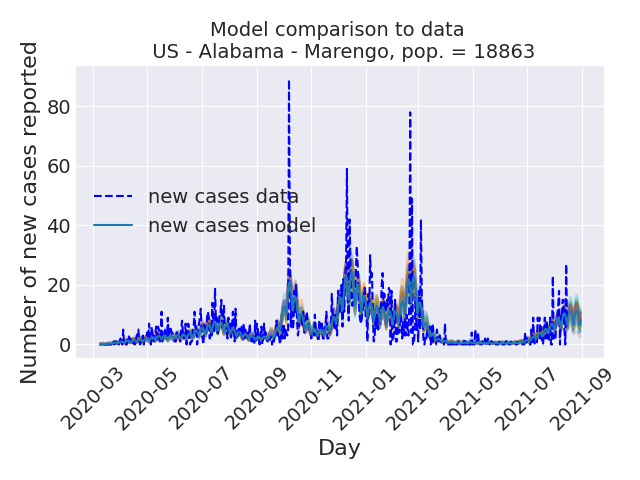 Model comparison to data
US - Alabama - Marengo, pop. = 18863
Number of new cases reported
80
60
40
20
0
new cases data
new cases model
2020-03
2020-05
2020-07
2020-09
2020-11
2021-01
2021-03
2021-05
2021-07
2021-09
Day